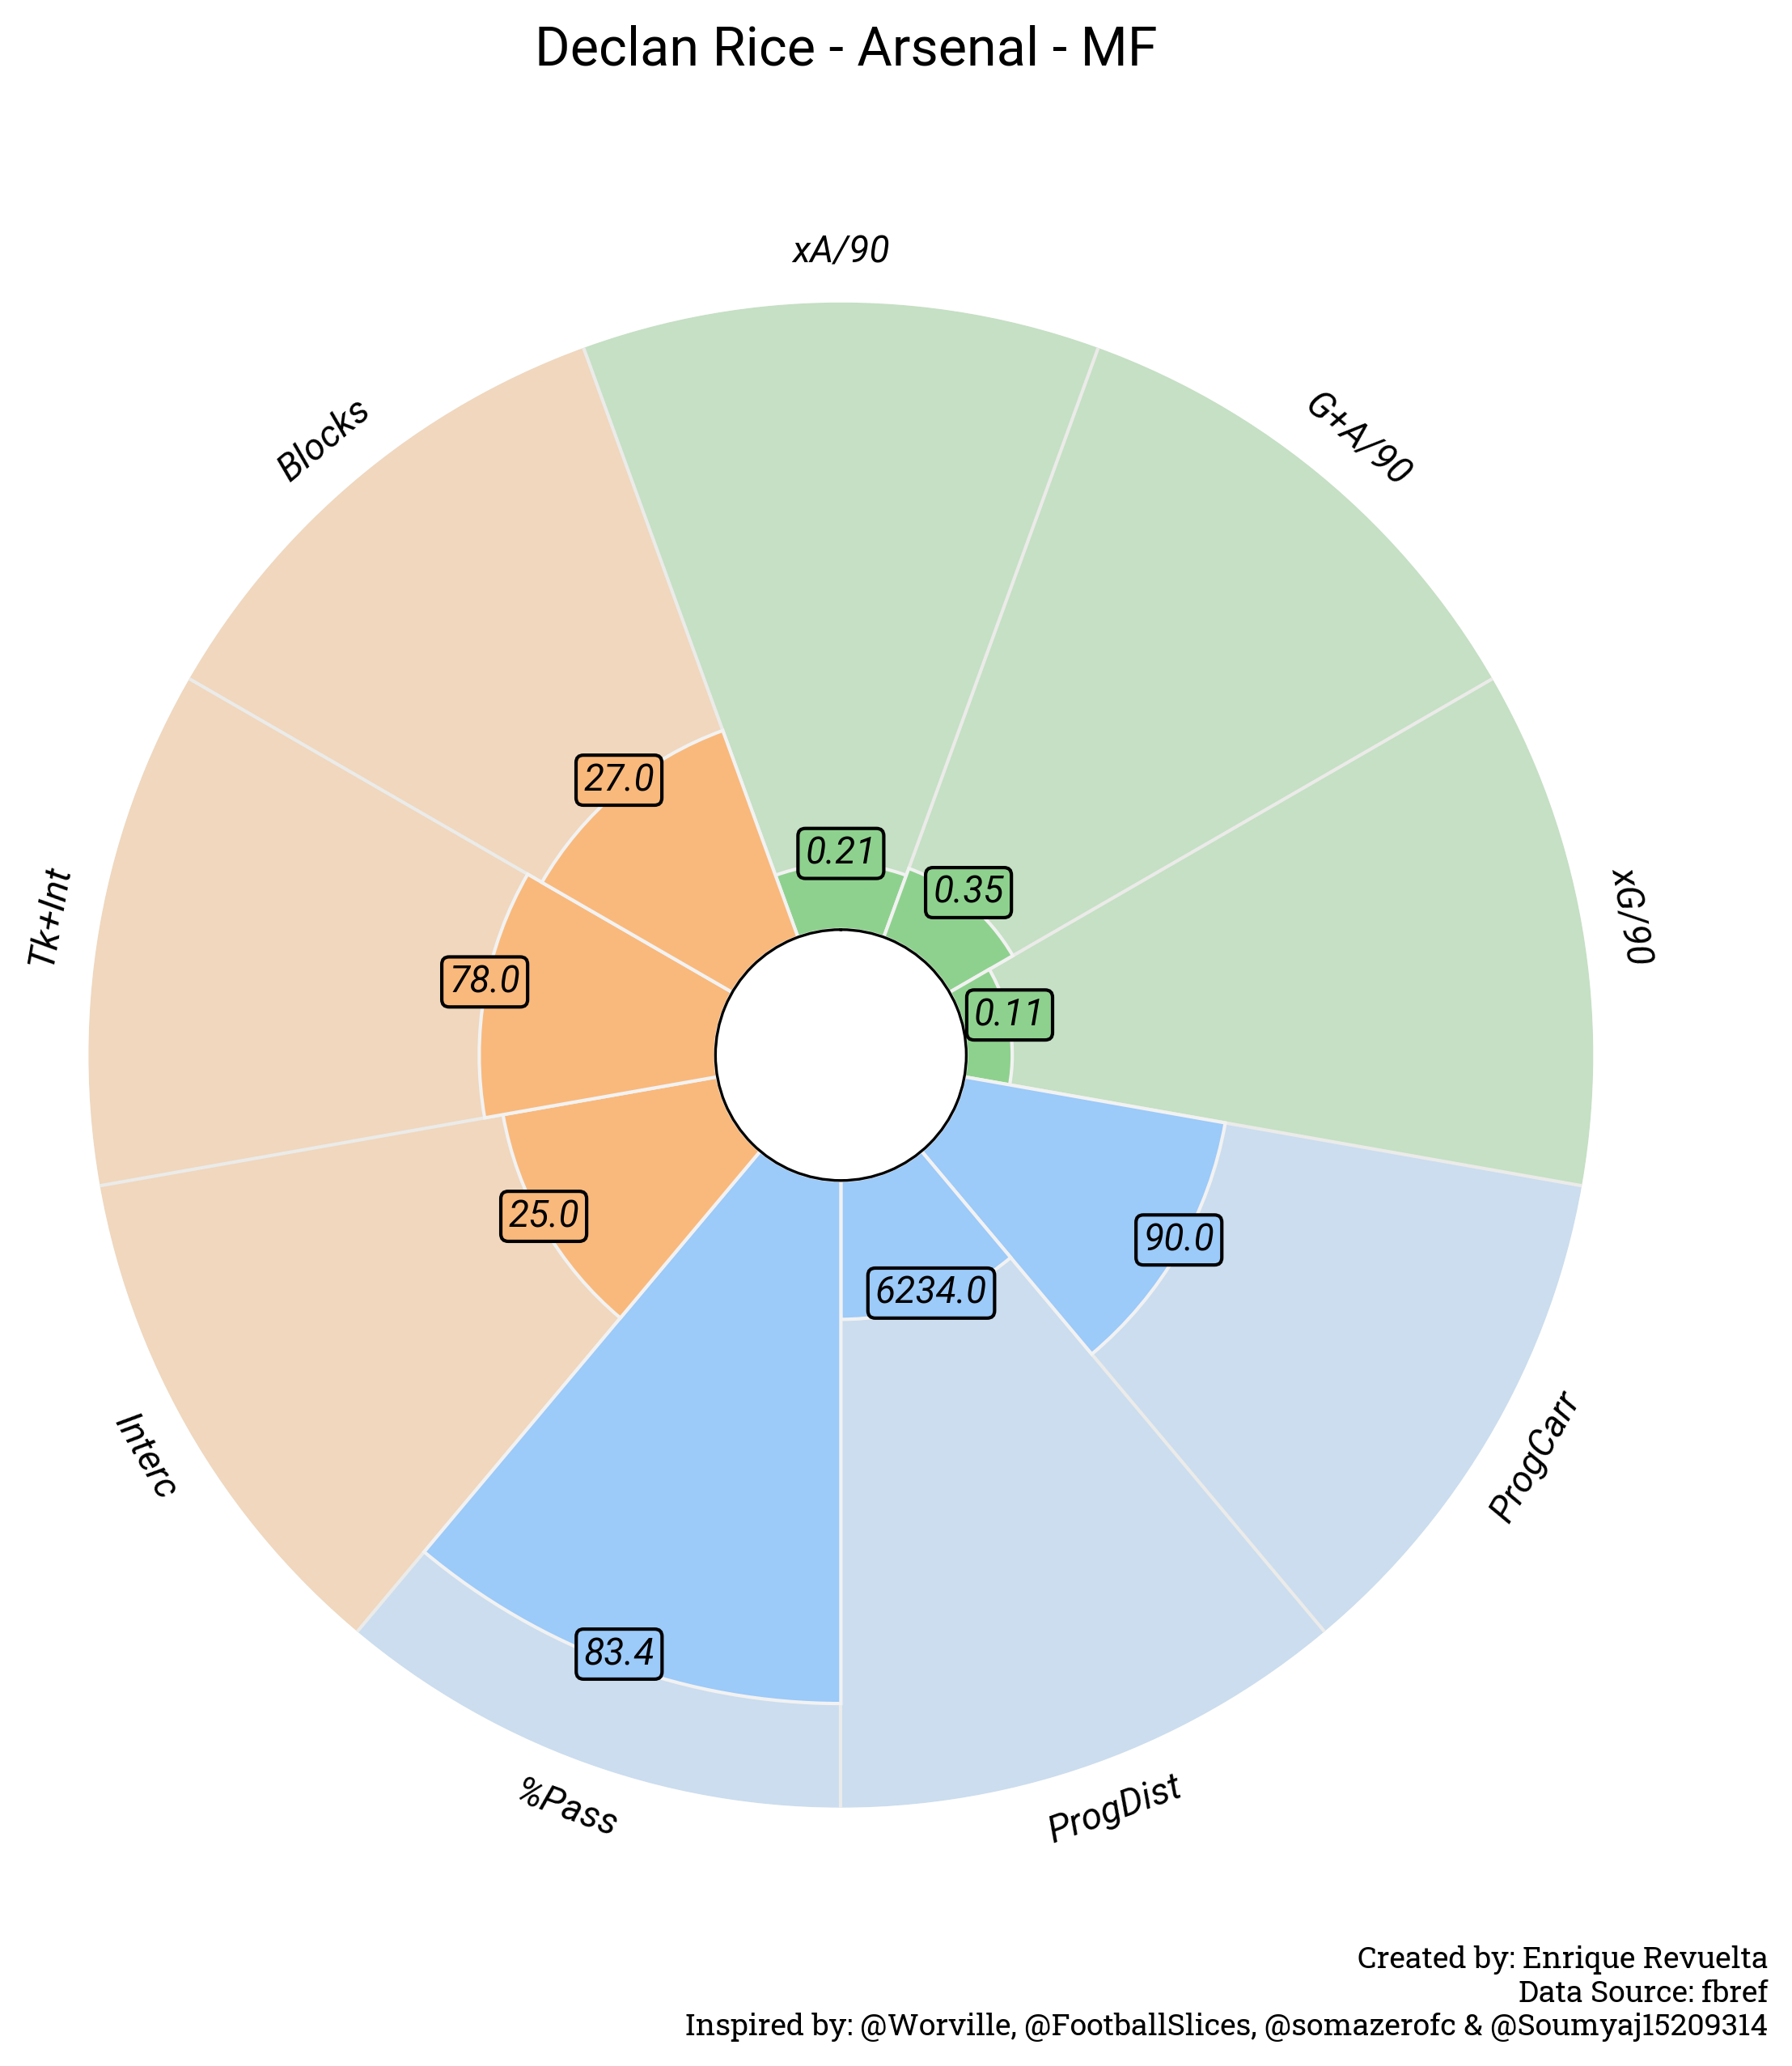 Declan Rice - Arsenal - MF
xA/90
G+A/90
Blocks
27.0
0.21
0.35
Tk+Int
xG/90
78.0
0.11
25.0
90.0
6234.0
Interc
ProgCarr
83.4
%Pass
ProgDist
Created by: Enrique Revuelta
Data Source: fbref
Inspired by: @Worville, @FootballSlices, @somazerofc & @Soumyaj15209314